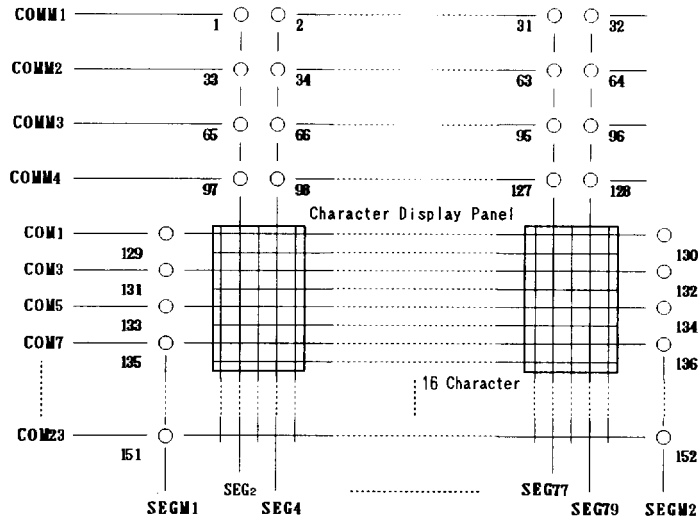 COMM1
1 2 31 32
COMM2
33 34 63 64
COMM3
65 66 95 96
COMM4
97 98 127 128
Character Display Panel
COM1
129 130
COM3
131 132
COM5
133 134
COM7
135 136
16 Character
COM23
151 152
SEG2 SEG77
SEGM1 SEG4 SEG79 SEGM2